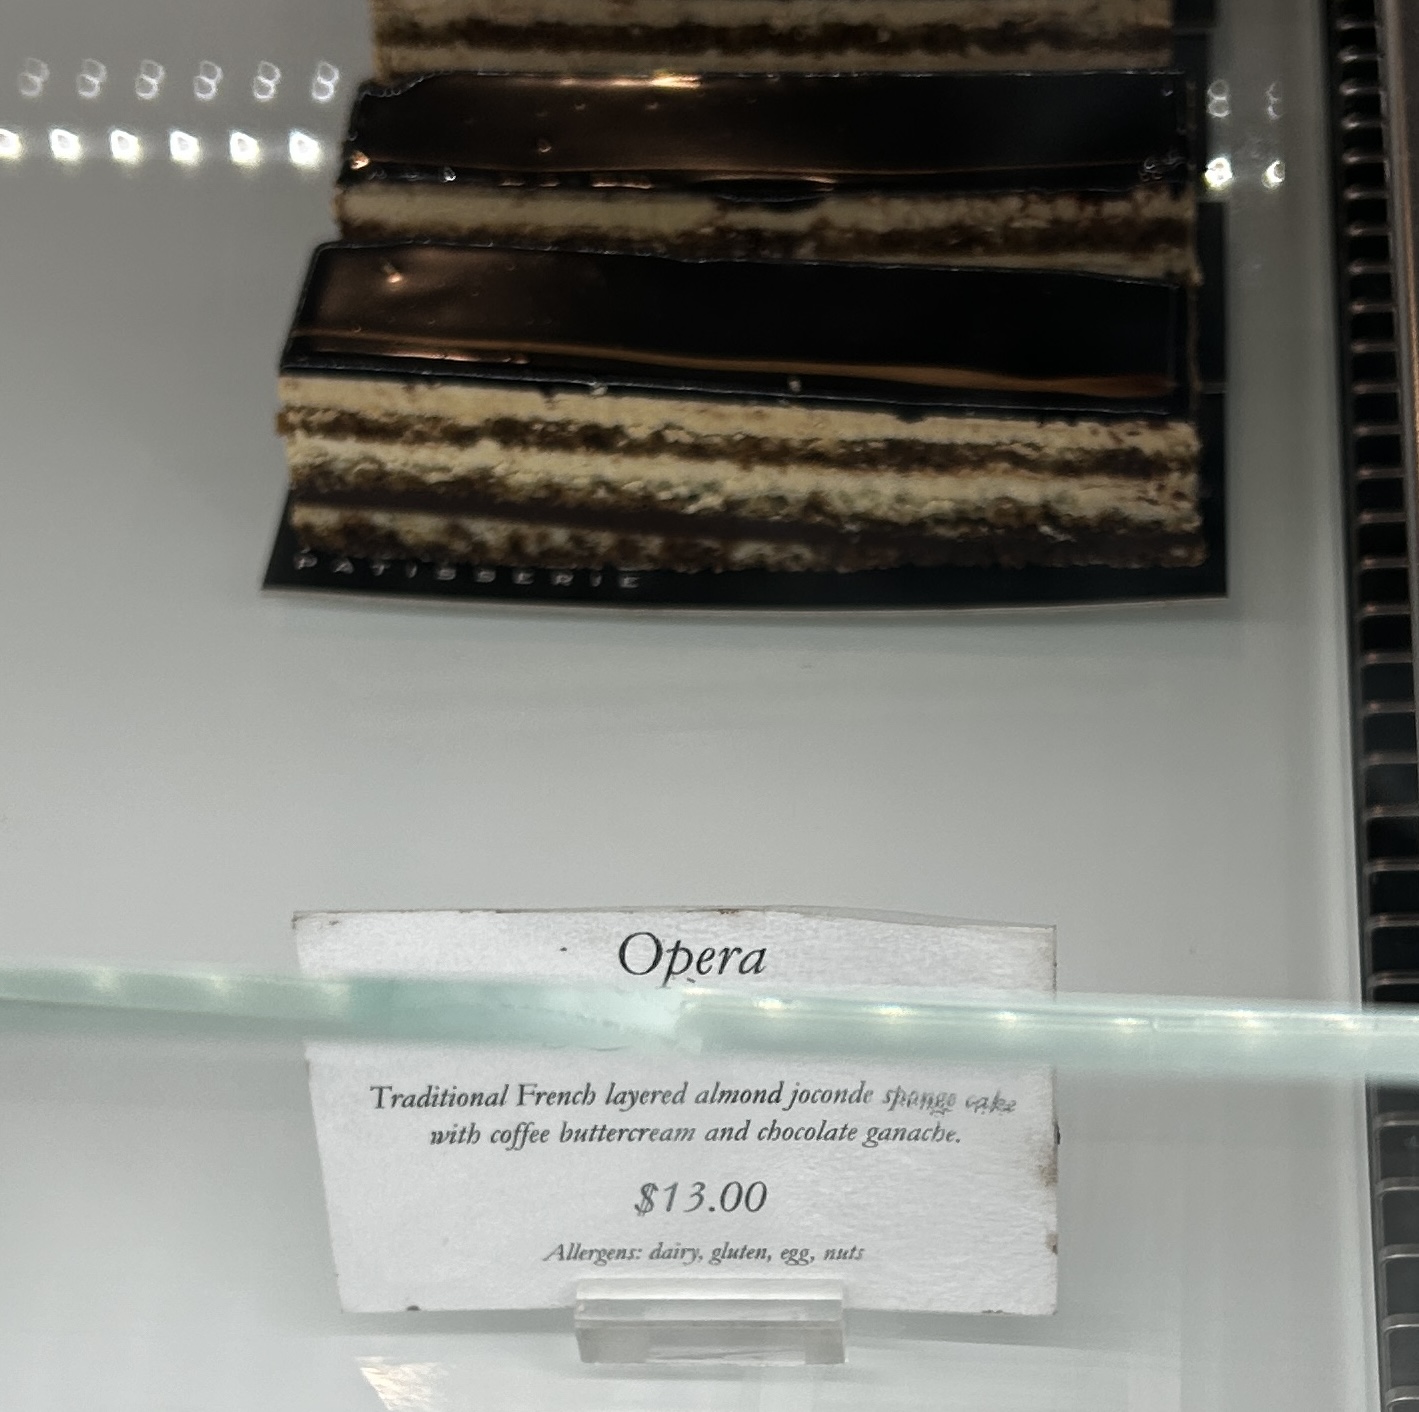 PATISSERIE
Opera
Traditional French layered almond joconde sponge cake
with coffee buttercream and chocolate ganache.
$13.00
Allergens: dairy, gluten, egg, nuts